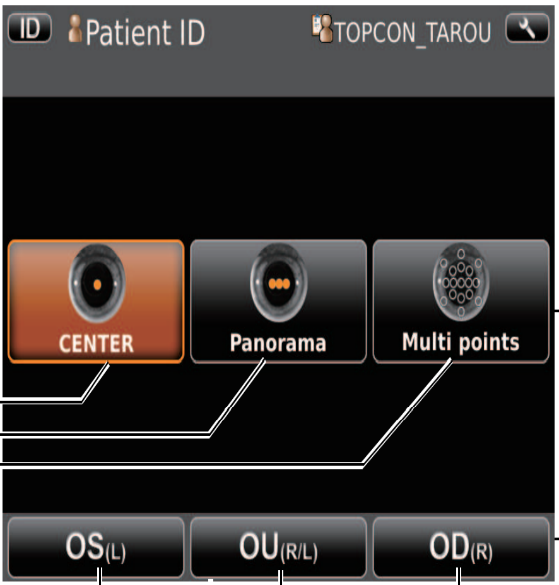 ID Patient ID TOPCON_TAROU
CENTER Panorama Multi points
OS(L) OU(R/L) OD(R)